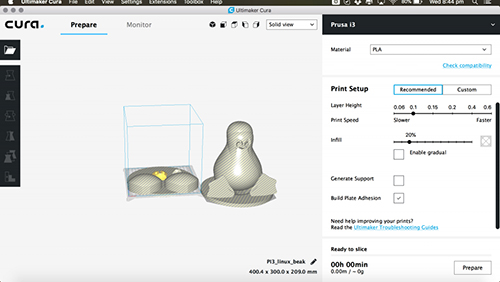 Ultimaker Cura File Edit View Settings Extensions Toolbox Help 80% Wed 8:44 pm
Ultimaker Cura
cura. Prepare Monitor Solid view Prusa i3
Material PLA
Check compatibility
Print Setup Recommended Custom
Layer Height 0.06 0.1 0.15 0.2 0.4 0.6
Print Speed Slower Faster
Infill 20%
Enable gradual
Generate Support
Build Plate Adhesion
Need help improving your prints?
Read the Ultimaker Troubleshooting Guides
Ready to slice
PI3_linux_beak
400.4 x 300.0 x 209.0 mm
00h 00min
0.00m / ~ 0g
Prepare